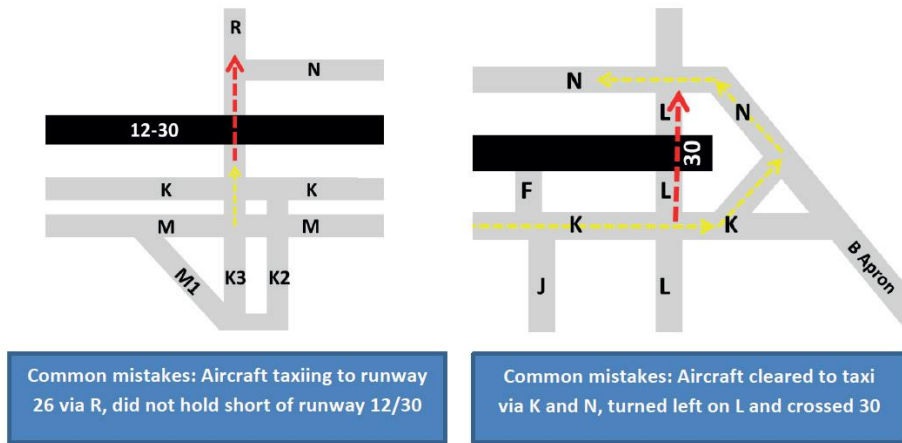 R
N
12-30
K K
M M
M1
K3 K2
N
L
N
30
F
L
K K
J
L
B Apron
Common mistakes: Aircraft taxiing to runway
26 via R, did not hold short of runway 12/30
Common mistakes: Aircraft cleared to taxi
via K and N, turned left on L and crossed 30